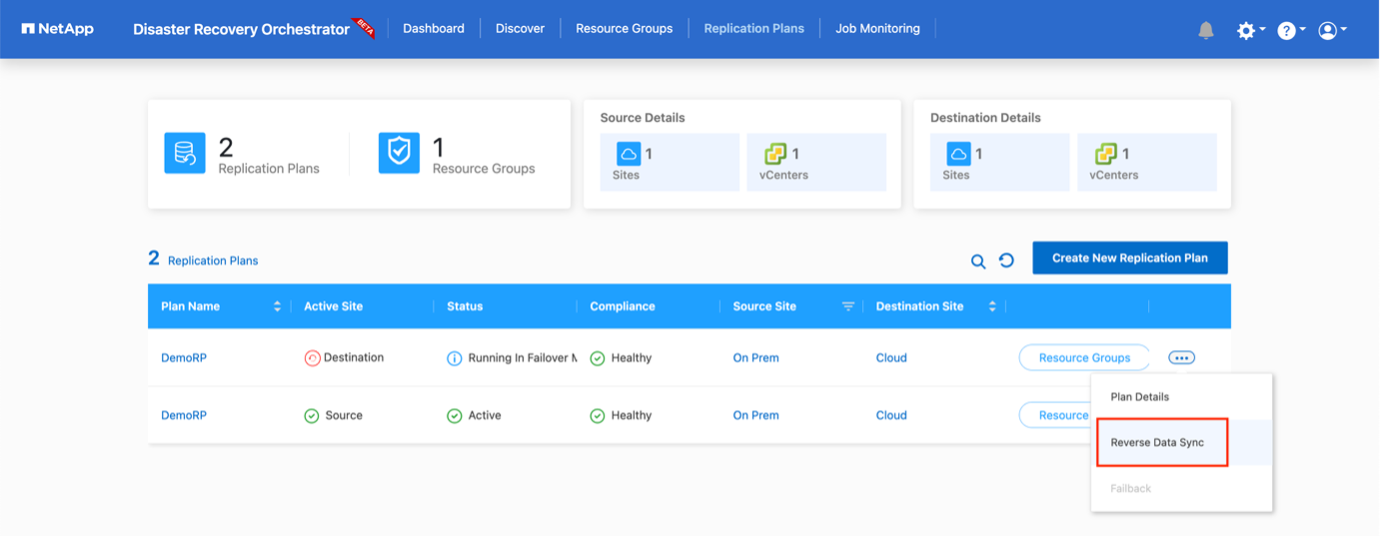 NetApp Disaster Recovery Orchestrator BETA Dashboard Discover Resource Groups Replication Plans Job Monitoring
2 Replication Plans
1 Resource Groups
Source Details
1 Sites
1 vCenters
Destination Details
1 Sites
1 vCenters
2 Replication Plans
Create New Replication Plan
Plan Name Active Site Status Compliance Source Site Destination Site
DemoRP Destination Running In Failover M Healthy On Prem Cloud Resource Groups
DemoRP Source Active Healthy On Prem Cloud Resource
Plan Details
Reverse Data Sync
Failback